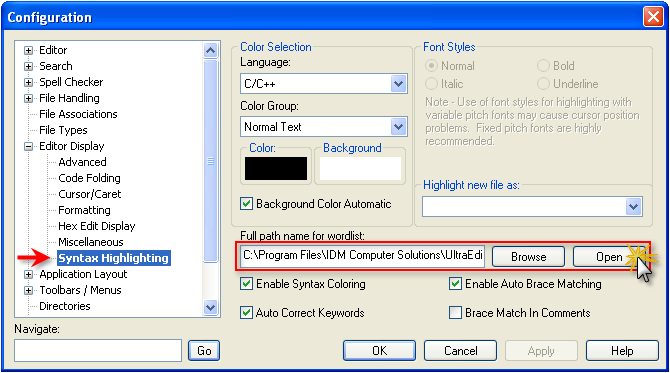 Configuration
Editor
Search
Spell Checker
File Handling
File Associations
File Types
Editor Display
Advanced
Code Folding
Cursor/Caret
Formatting
Hex Edit Display
Miscellaneous
Syntax Highlighting
Application Layout
Toolbars / Menus
Directories
Navigate:
Go
Color Selection
Language:
C/C++
Color Group:
Normal Text
Color:
Background
Background Color Automatic
Font Styles
Normal
Bold
Italic
Underline
Note - Use of font styles for highlighting with
variable pitch fonts may cause cursor position
problems. Fixed pitch fonts are highly
recommended.
Highlight new file as:
Full path name for wordlist:
C:\Program Files\IDM Computer Solutions\UltraEdi
Browse
Open
Enable Syntax Coloring
Enable Auto Brace Matching
Auto Correct Keywords
Brace Match In Comments
OK
Cancel
Apply
Help